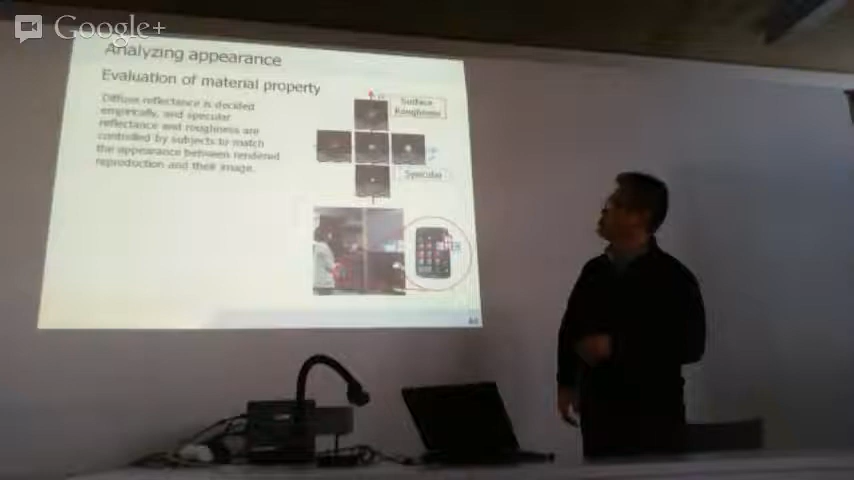 Google+
Analyzing appearance
Evaluation of material property
Diffuse reflectance is decided
empirically, and specular
reflectance and roughness are
controlled by subjects to match
the appearance between rendered
reproduction and their image.
Surface
Roughness
Specular